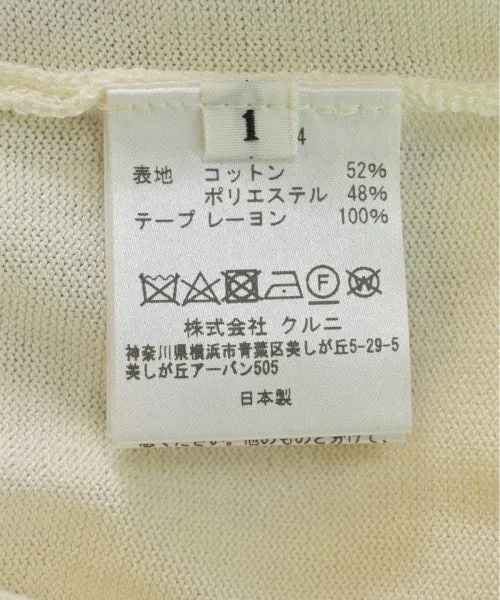 1
4
表地 コットン 52%
ポリエステル 48%
テープ レーヨン 100%
F W
株式会社 クルニ
神奈川県横浜市青葉区美しが丘5-29-5
美しが丘アーバン505
日本製